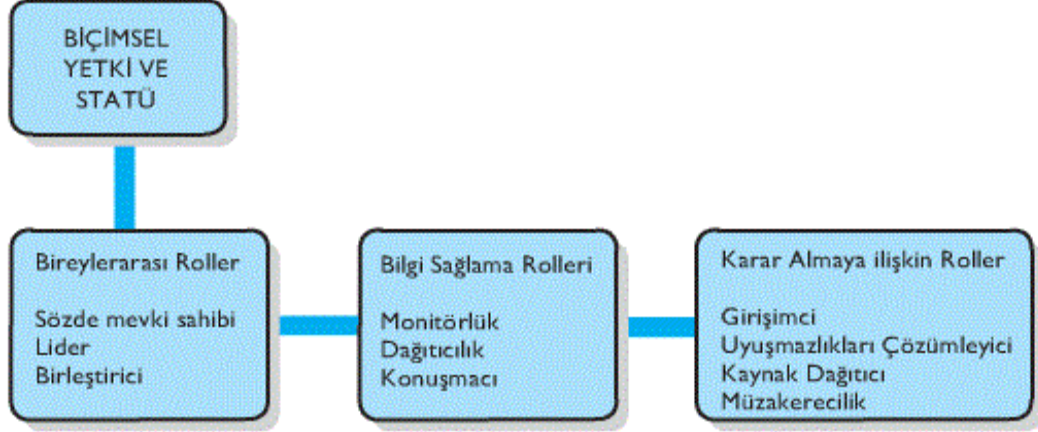 BİÇİMSEL
YETKİ VE
STATÜ
Bireylerarası Roller
Sözde mevki sahibi
Lider
Birleştirici
Bilgi Sağlama Rolleri
Monitörlük
Dağıtıcılık
Konuşmacı
Karar Almaya ilişkin Roller
Girişimci
Uyuşmazlıkları Çözümleyici
Kaynak Dağıtıcı
Müzakerecilik